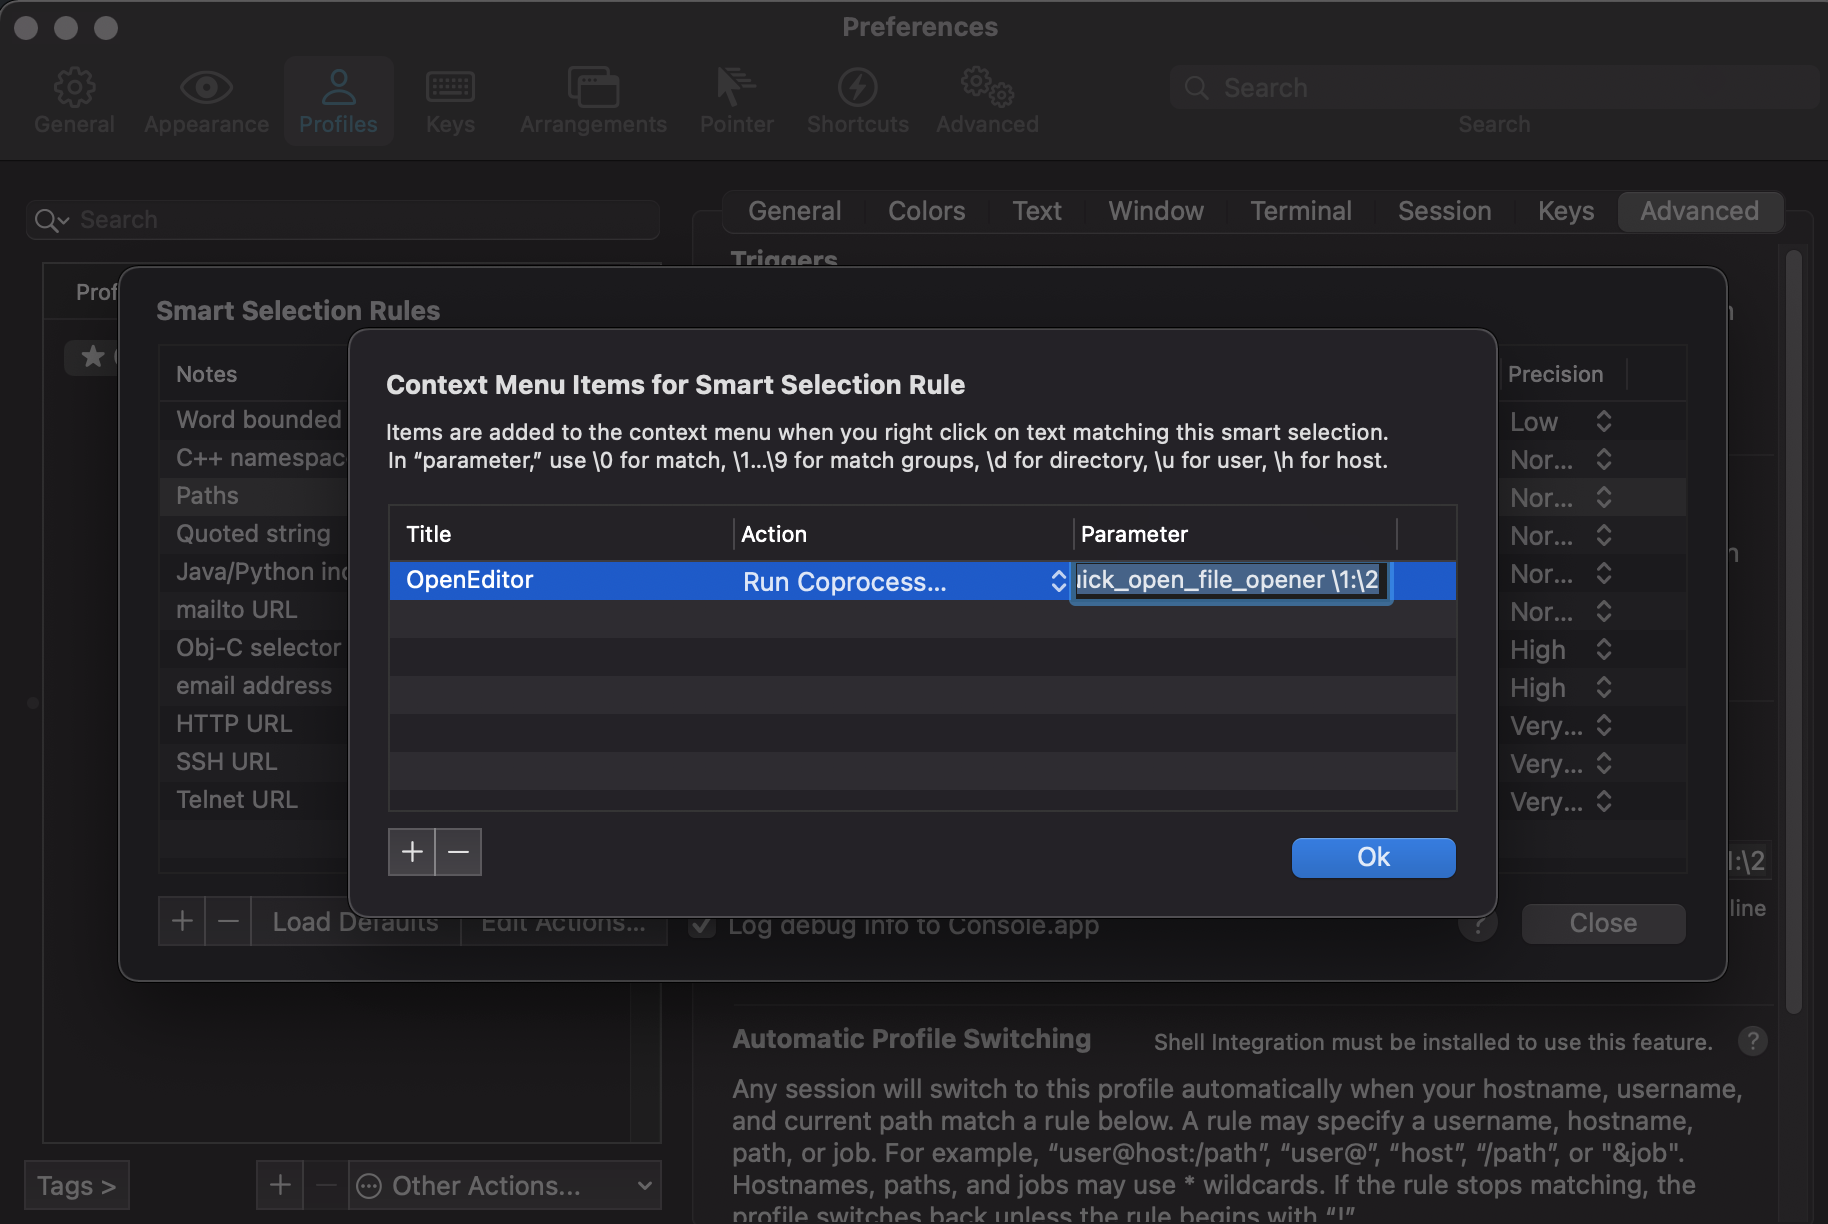 Preferences
General
Appearance
Profiles
Keys
Arrangements
Pointer
Shortcuts
Advanced
Search
Search
Search
General
Colors
Text
Window
Terminal
Session
Keys
Advanced
Triggers
Smart Selection Rules
Notes
Precision
Word bounded
Low
C++ namespac
Nor...
Paths
Nor...
Quoted string
Nor...
Java/Python inc
Nor...
mailto URL
Nor...
Obj-C selector
High
email address
High
HTTP URL
Very...
SSH URL
Very...
Telnet URL
Very...
Context Menu Items for Smart Selection Rule
Items are added to the context menu when you right click on text matching this smart selection.
In “parameter,” use \0 for match, \1...\9 for match groups, \d for directory, \u for user, \h for host.
Title
Action
Parameter
OpenEditor
Run Coprocess...
uick_open_file_opener \1:\2
+
−
Ok
+
−
Load Defaults
Edit Actions...
Log debug info to Console.app
?
Close
1:\2
line
Automatic Profile Switching
Shell Integration must be installed to use this feature.
?
Any session will switch to this profile automatically when your hostname, username,
and current path match a rule below. A rule may specify a username, hostname,
path, or job. For example, “user@host:/path”, “user@”, “host”, “/path”, or "&job".
Hostnames, paths, and jobs may use * wildcards. If the rule stops matching, the
profile switches back unless the rule begins with “!”
Tags >
+
−
Other Actions...